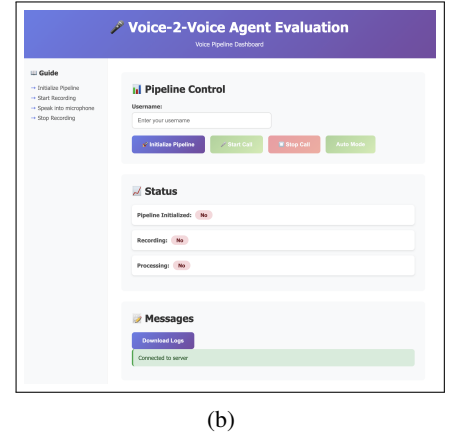 Voice-2-Voice Agent Evaluation
Voice Pipeline Dashboard
Guide
→ Initialize Pipeline
→ Start Recording
→ Speak into microphone
→ Stop Recording
Pipeline Control
Username:
Enter your username
Initialize Pipeline
Start Call
Stop Call
Auto Mode
Status
Pipeline Initialized: No
Recording: No
Processing: No
Messages
Download Logs
Connected to server
(b)